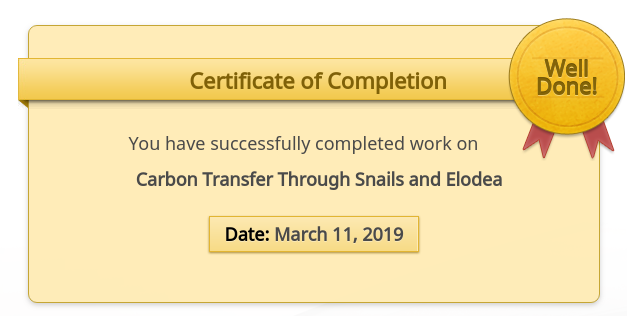 Certificate of Completion
Well
Done!
You have successfully completed work on
Carbon Transfer Through Snails and Elodea
Date: March 11, 2019